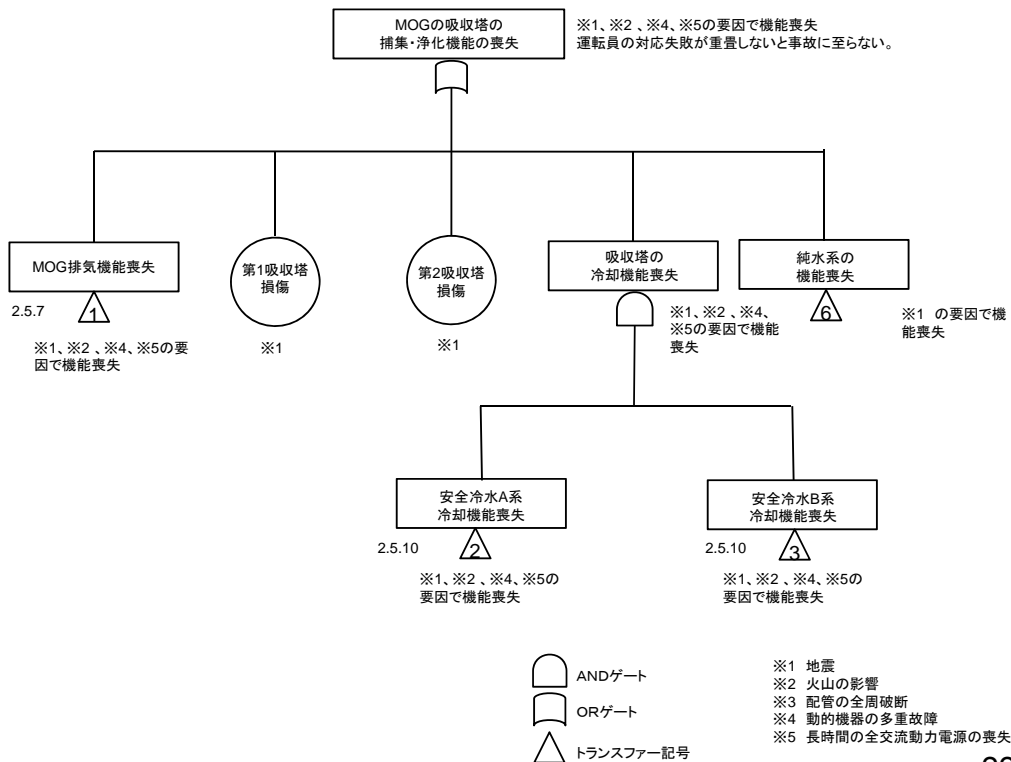 MOGの吸収塔の
捕集・浄化機能の喪失
※1、※2 、※4、※5の要因で機能喪失
運転員の対応失敗が重畳しないと事故に至らない。
MOG排気機能喪失
2.5.7
1
※1、※2 、※4、※5の要
因で機能喪失
第1吸収塔
損傷
※1
第2吸収塔
損傷
※1
吸収塔の
冷却機能喪失
※1、※2 、※4、
※5の要因で機能
喪失
純水系の
機能喪失
6
※1 の要因で機
能喪失
安全冷水A系
冷却機能喪失
2.5.10
2
※1、※2 、※4、※5の
要因で機能喪失
安全冷水B系
冷却機能喪失
2.5.10
3
※1、※2 、※4、※5の
要因で機能喪失
ANDゲート
ORゲート
トランスファー記号
※1 地震
※2 火山の影響
※3 配管の全周破断
※4 動的機器の多重故障
※5 長時間の全交流動力電源の喪失